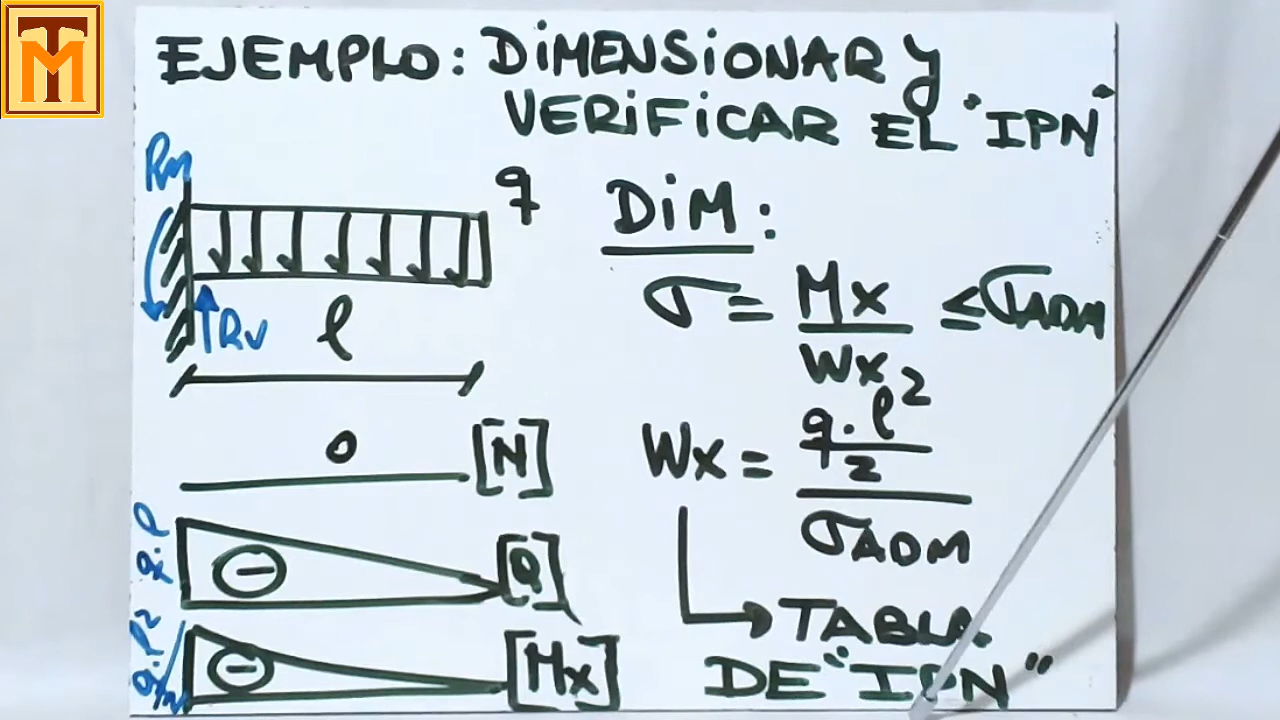 TM
EJEMPLO: DiMENSiONAR y
VERiFiCAR EL "IPN"
RM
q
DiM:
σ = Mx / Wx ≤ σADM
Rv
l
Wx = q.l² / 2 / σADM
0 [N]
q.l
⊖ [Q]
q.l²/2
⊖ [Mx]
TABLA
DE "IPN"